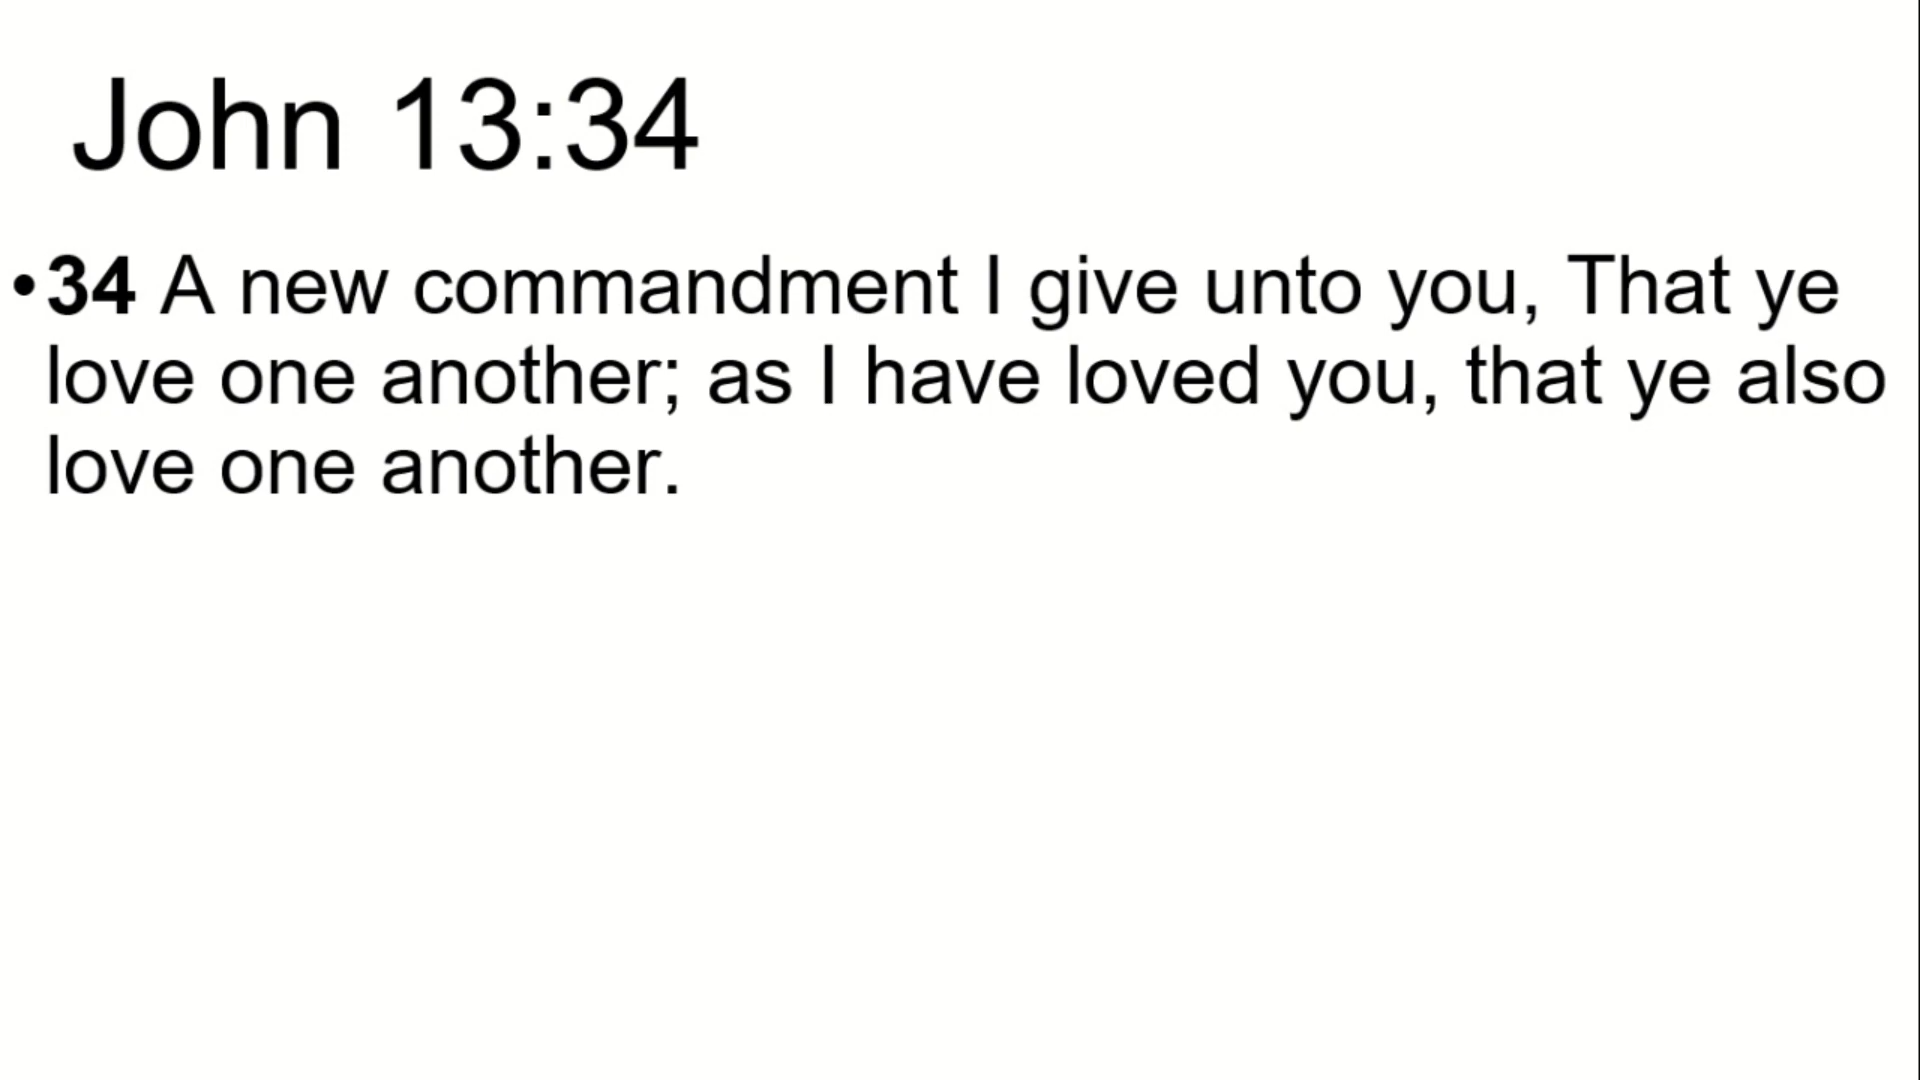 John 13:34
•34 A new commandment I give unto you, That ye
love one another; as I have loved you, that ye also
love one another.